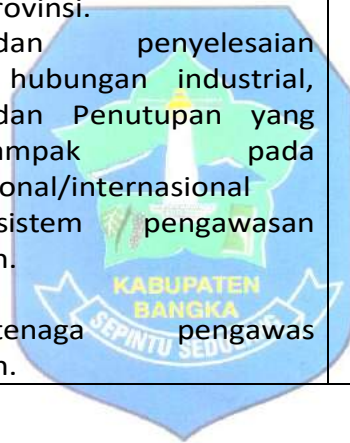 rovinsi.
dan penyelesaian
hubungan industrial,
dan Penutupan yang
ampak pada
onal/internasional
sistem pengawasan
n.
KABUPATEN
BANGKA
tenaga pengawas
SEPINTU SEDULANG
n.